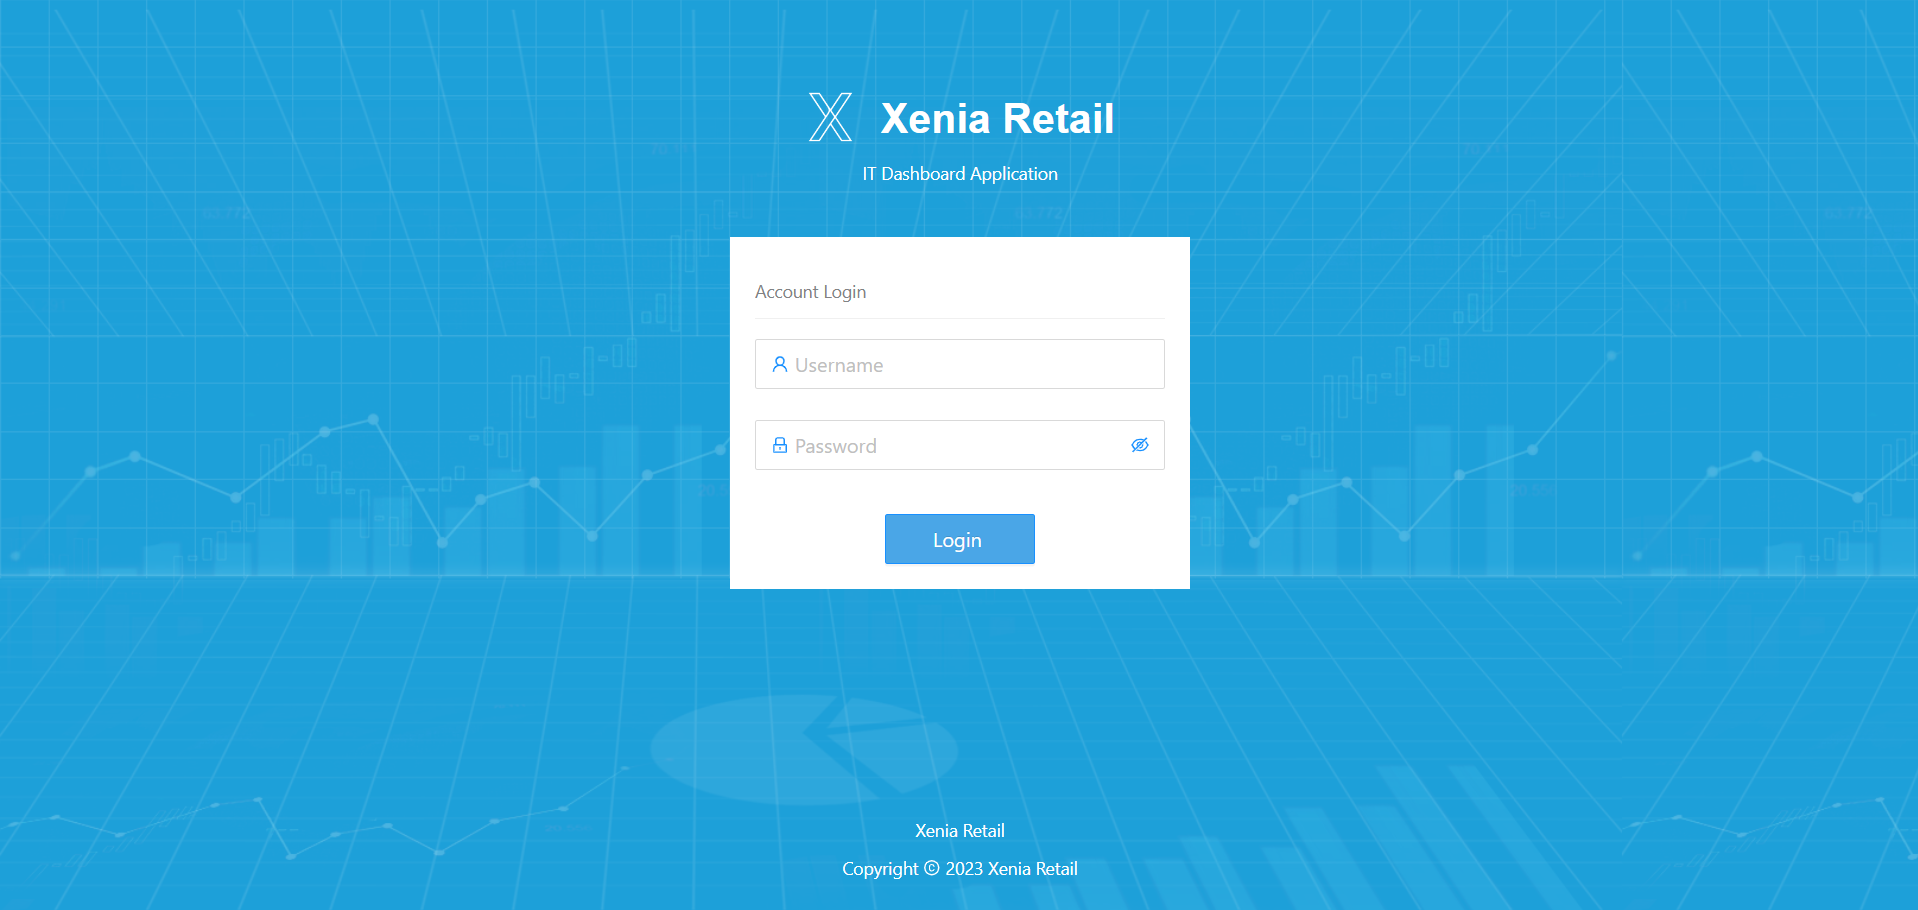 Xenia Retail
IT Dashboard Application
Account Login
Username
Password
Login
Xenia Retail
Copyright © 2023 Xenia Retail